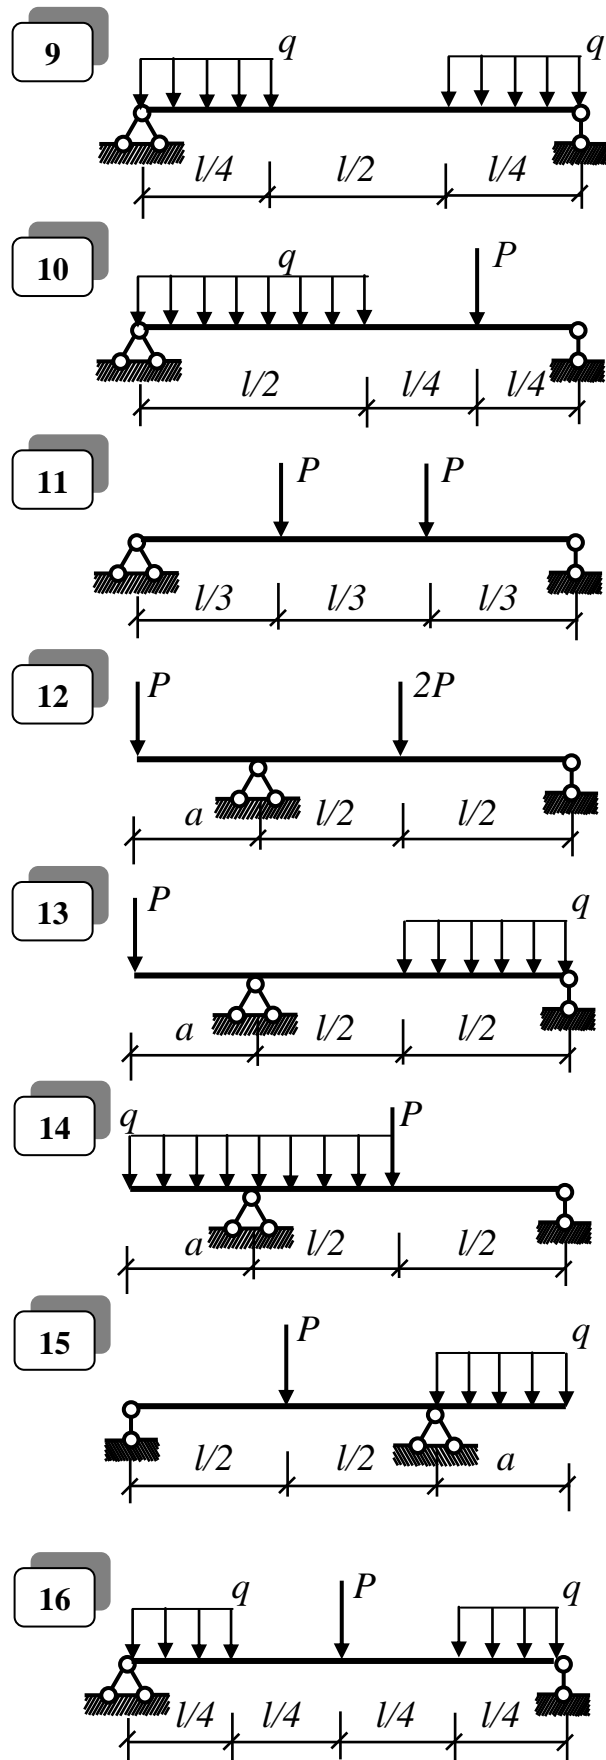 9 q q
l/4 l/2 l/4
10 q P
l/2 l/4 l/4
11 P P
l/3 l/3 l/3
12 P 2P
a l/2 l/2
13 P q
a l/2 l/2
14 q P
a l/2 l/2
15 P q
l/2 l/2 a
16 q P q
l/4 l/4 l/4 l/4